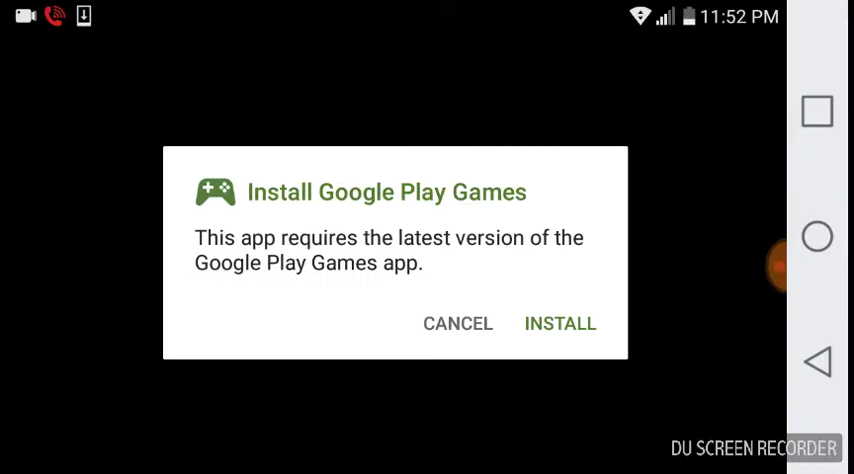 11:52 PM
Install Google Play Games
This app requires the latest version of the
Google Play Games app.
CANCEL INSTALL
DU SCREEN RECORDER